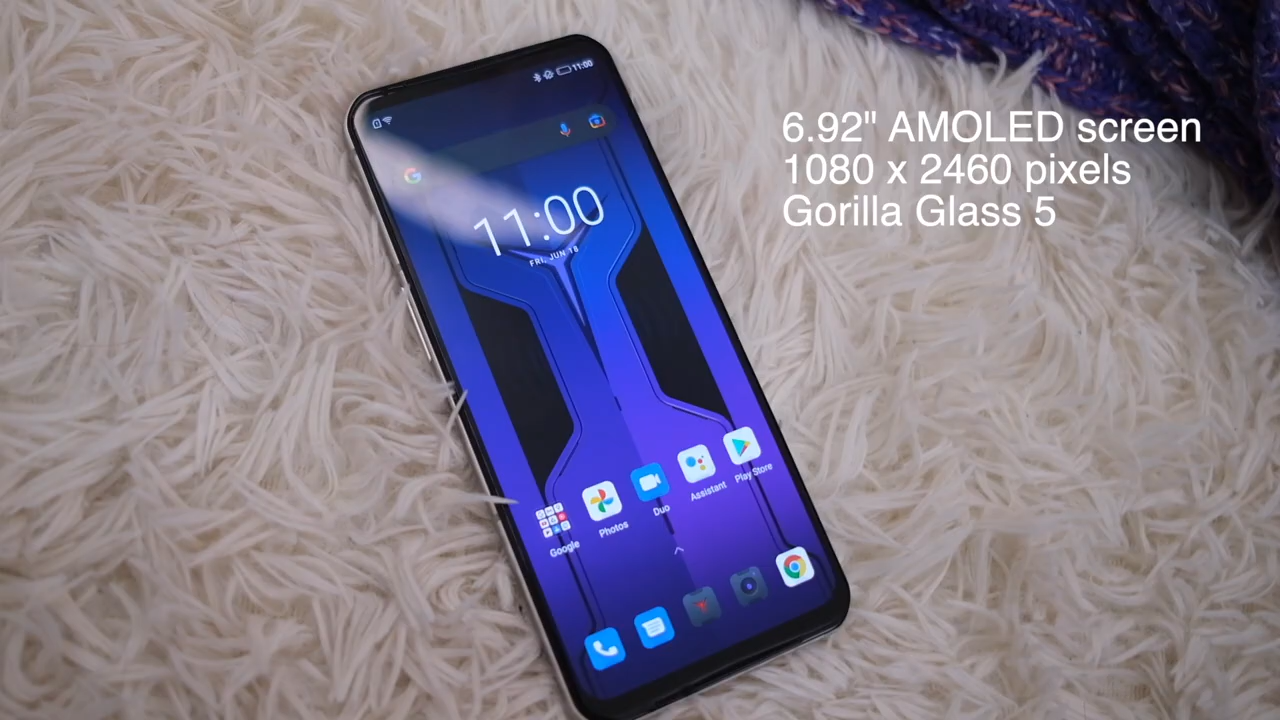 11:00
11:00
FRI, JUN 18
Google
Photos
Duo
Assistant
Play Store
6.92" AMOLED screen
1080 x 2460 pixels
Gorilla Glass 5